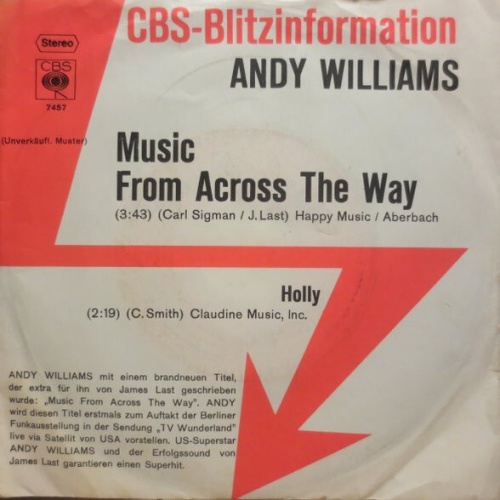 CBS-Blitzinformation
Stereo
ANDY WILLIAMS
CBS
7457
(Unverkäufl. Muster)
Music
From Across The Way
(3:43) (Carl Sigman / J. Last) Happy Music / Aberbach
Holly
(2:19) (C. Smith) Claudine Music, Inc.
ANDY WILLIAMS mit einem brandneuen Titel,
der extra für ihn von James Last geschrieben
wurde: „Music From Across The Way". ANDY
wird diesen Titel erstmals zum Auftakt der Berliner
Funkausstellung in der Sendung „TV Wunderland"
live via Satellit von USA vorstellen. US-Superstar
ANDY WILLIAMS und der Erfolgssound von
James Last garantieren einen Superhit.